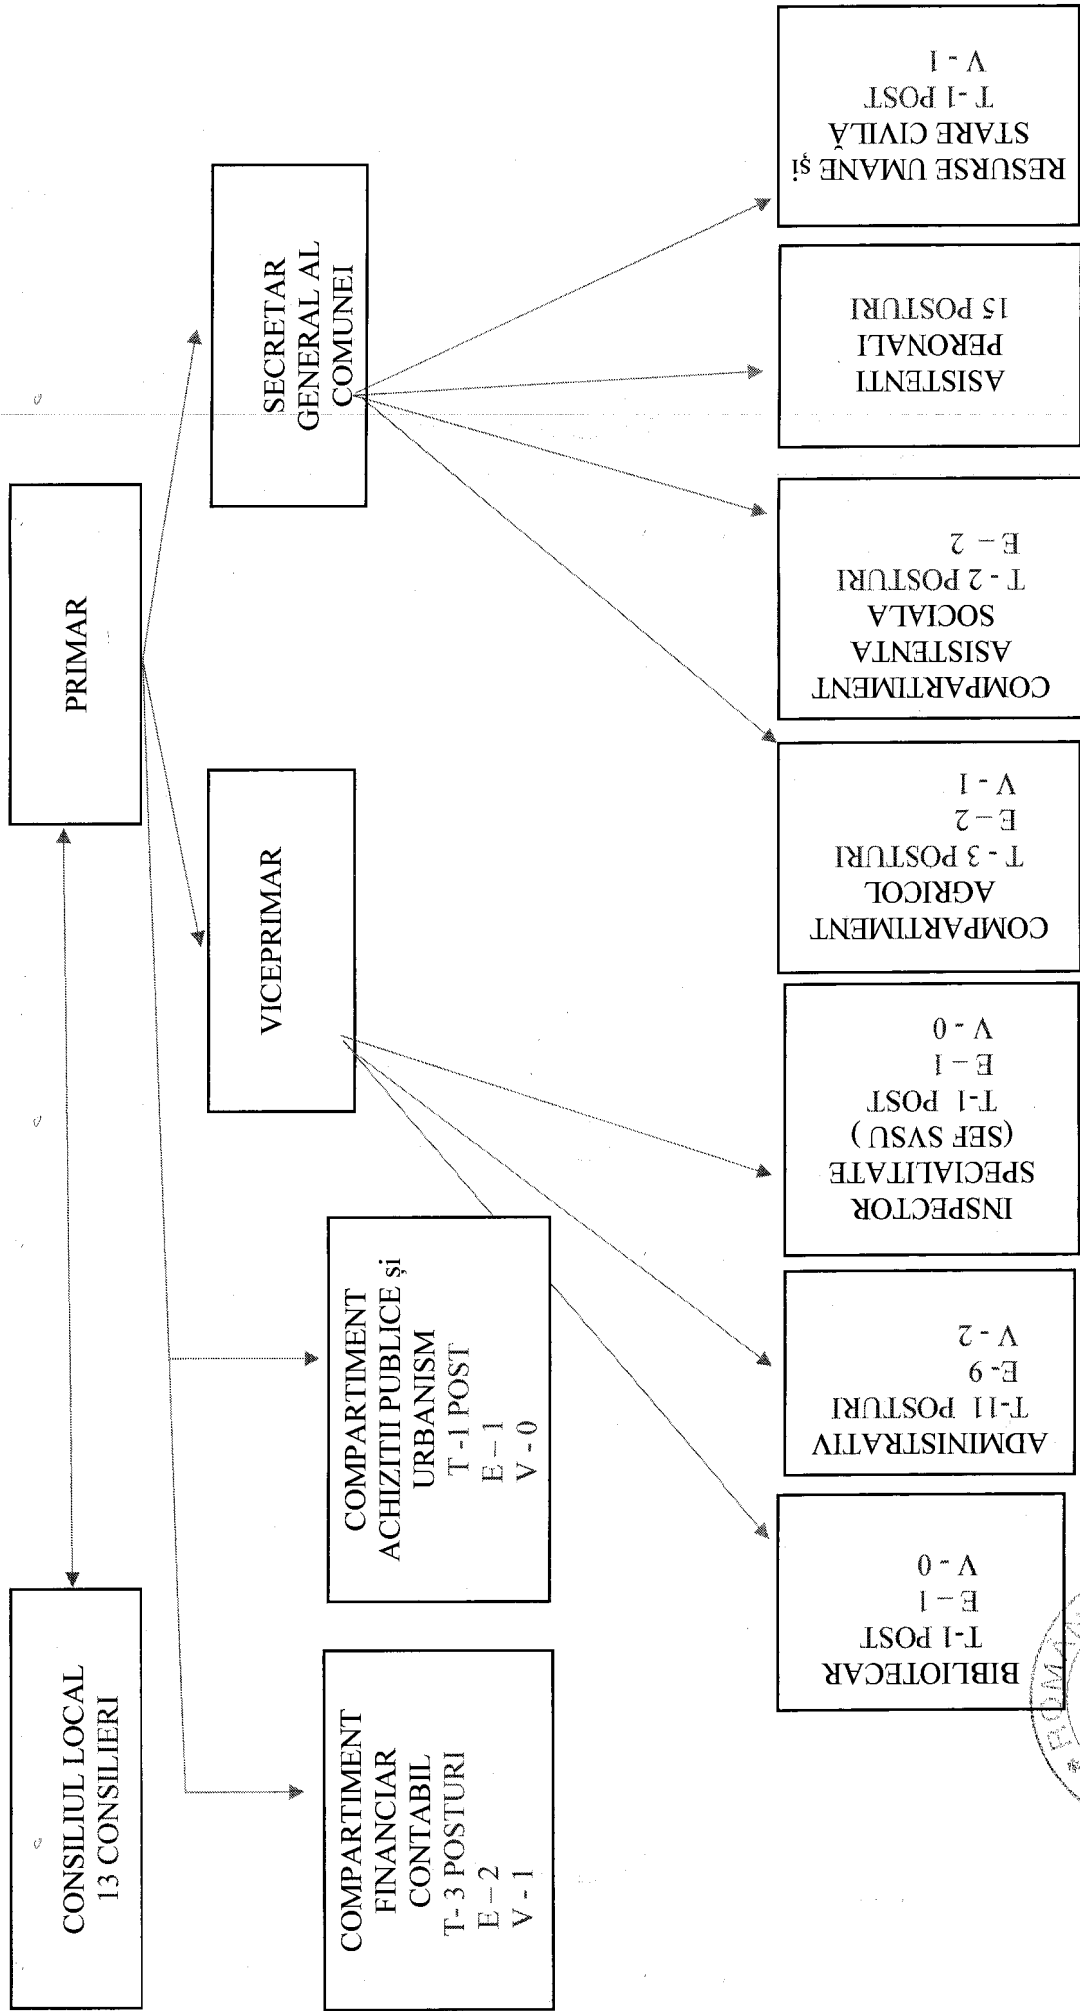 CONSILIUL LOCAL
13 CONSILIERI
PRIMAR
COMPARTIMENT
FINANCIAR
CONTABIL
T- 3 POSTURI
E – 2
V - 1
COMPARTIMENT
ACHIZITII PUBLICE și
URBANISM
T -1 POST
E – 1
V - 0
VICEPRIMAR
SECRETAR
GENERAL AL
COMUNEI
BIBLIOTECAR
T-1 POST
E – 1
V - 0
ADMINISTRATIV
T-11 POSTURI
E- 9
V - 2
INSPECTOR
SPECIALITATE
(SEF SVSU )
T-1 POST
E – 1
V - 0
COMPARTIMENT
AGRICOL
T - 3 POSTURI
E – 2
V - 1
COMPARTIMENT
ASISTENTA
SOCIALA
T - 2 POSTURI
E – 2
ASISTENTI
PERONALI
15 POSTURI
RESURSE UMANE și
STARE CIVILĂ
T -1 POST
V - 1